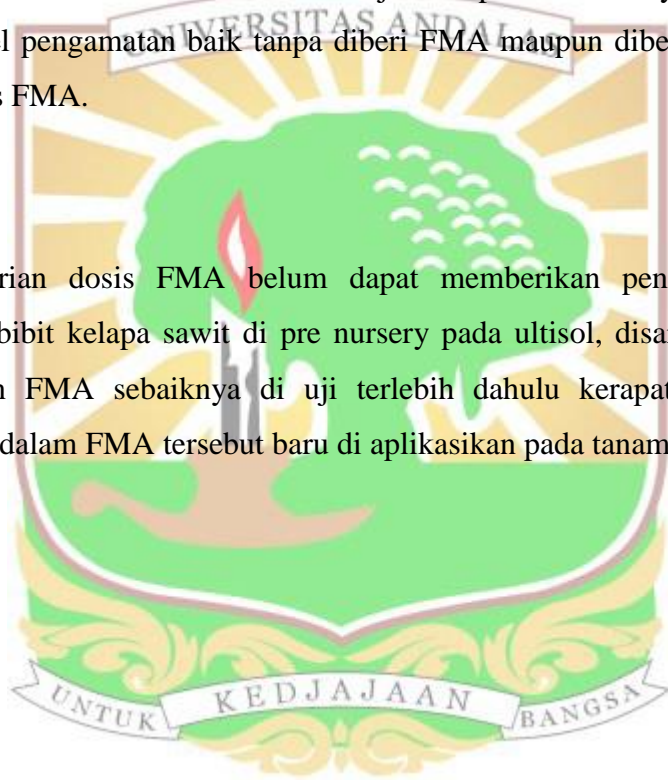 UNIVERSITAS ANDALAS
el pengamatan baik tanpa diberi FMA maupun dibe
s FMA.
rian dosis FMA belum dapat memberikan pen
bibit kelapa sawit di pre nursery pada ultisol, disa
n FMA sebaiknya di uji terlebih dahulu kerapat
dalam FMA tersebut baru di aplikasikan pada tanam
UNTUK KEDJAJAAN BANGSA